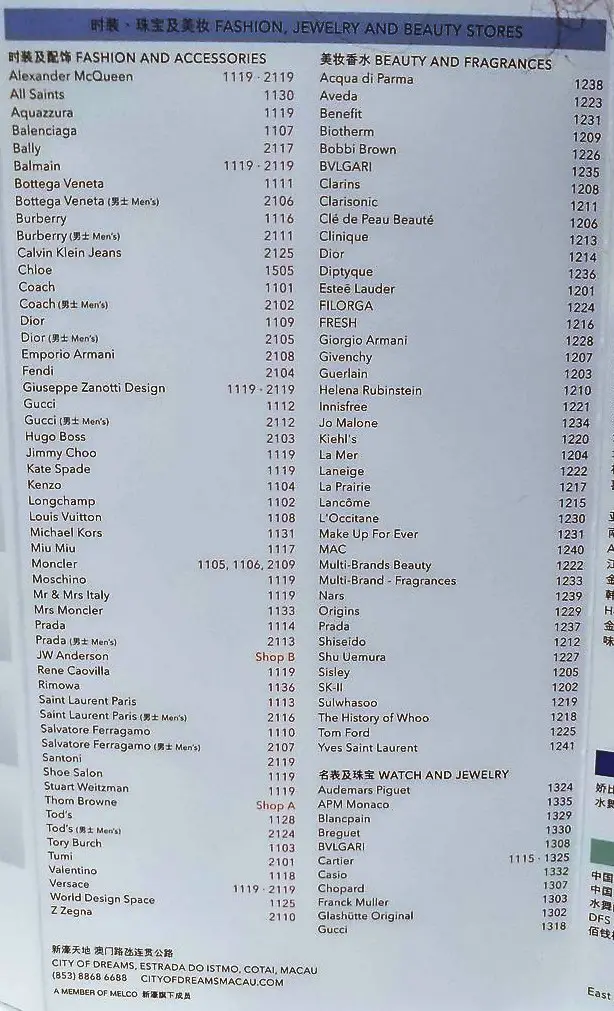 时装、珠宝及美妆 FASHION, JEWELRY AND BEAUTY STORES
时装及配饰 FASHION AND ACCESSORIES
Alexander McQueen 1119 · 2119
All Saints 1130
Aquazzura 1119
Balenciaga 1107
Bally 2117
Balmain 1119 · 2119
Bottega Veneta 1111
Bottega Veneta (男士 Men's) 2106
Burberry 1116
Burberry (男士 Men's) 2111
Calvin Klein Jeans 2125
Chloe 1505
Coach 1101
Coach (男士 Men's) 2102
Dior 1109
Dior (男士 Men's) 2105
Emporio Armani 2108
Fendi 2104
Giuseppe Zanotti Design 1119 · 2119
Gucci 1112
Gucci (男士 Men's) 2112
Hugo Boss 2103
Jimmy Choo 1119
Kate Spade 1119
Kenzo 1104
Longchamp 1102
Louis Vuitton 1108
Michael Kors 1131
Miu Miu 1117
Moncler 1105, 1106, 2109
Moschino 1119
Mr & Mrs Italy 1119
Mrs Moncler 1133
Prada 1114
Prada (男士 Men's) 2113
JW Anderson Shop B
Rene Caovilla 1119
Rimowa 1136
Saint Laurent Paris 1113
Saint Laurent Paris (男士 Men's) 2116
Salvatore Ferragamo 1110
Salvatore Ferragamo (男士 Men's) 2107
Santoni 2119
Shoe Salon 1119
Stuart Weitzman 1119
Thom Browne Shop A
Tod's 1128
Tod's (男士 Men's) 2124
Tory Burch 1103
Tumi 2101
Valentino 1118
Versace 1119 · 2119
World Design Space 1125
Z Zegna 2110
美妆香水 BEAUTY AND FRAGRANCES
Acqua di Parma 1238
Aveda 1223
Benefit 1231
Biotherm 1209
Bobbi Brown 1226
BVLGARI 1235
Clarins 1208
Clarisonic 1211
Clé de Peau Beauté 1206
Clinique 1213
Dior 1214
Diptyque 1236
Esteê Lauder 1201
FILORGA 1224
FRESH 1216
Giorgio Armani 1228
Givenchy 1207
Guerlain 1203
Helena Rubinstein 1210
Innisfree 1221
Jo Malone 1234
Kiehl's 1220
La Mer 1204
Laneige 1222
La Prairie 1217
Lancôme 1215
L'Occitane 1230
Make Up For Ever 1231
MAC 1240
Multi-Brands Beauty 1222
Multi-Brand - Fragrances 1233
Nars 1239
Origins 1229
Prada 1237
Shiseido 1212
Shu Uemura 1227
Sisley 1205
SK-II 1202
Sulwhasoo 1219
The History of Whoo 1218
Tom Ford 1225
Yves Saint Laurent 1241
名表及珠宝 WATCH AND JEWELRY
Audemars Piguet 1324
APM Monaco 1335
Blancpain 1329
Breguet 1330
BVLGARI 1308
Cartier 1115 · 1325
Casio 1332
Chopard 1307
Franck Muller 1303
Glashütte Original 1302
Gucci 1318
新濠天地 澳门路氹连贯公路
CITY OF DREAMS, ESTRADA DO ISTMO, COTAI, MACAU
(853) 8868 6688 CITYOFDREAMSMACAU.COM
A MEMBER OF MELCO 新濠旗下成员
娇比
水舞
中国
中国
水舞
DFS
佰钱
East